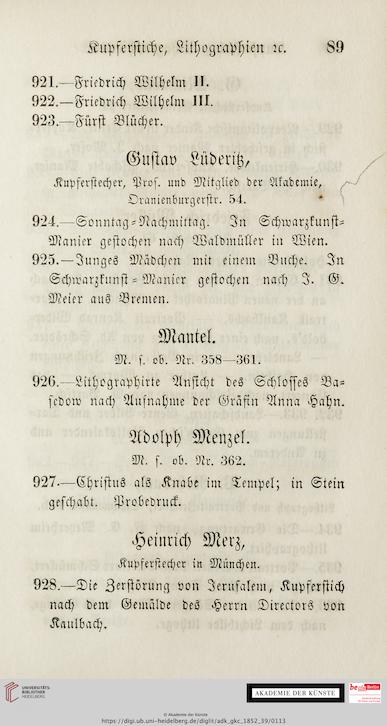 Kupferstiche, Lithographien ꝛc. 89
921.—Friedrich Wilhelm II.
922.—Friedrich Wilhelm III.
923.—Fürst Blücher.
Gustav Lüderitz,
Kupferstecher, Prof. und Mitglied der Akademie,
Oranienburgerstr. 54.
924.—Sonntag-Nachmittag. In Schwarzkunst-
Manier gestochen nach Waldmüller in Wien.
925.—Junges Mädchen mit einem Buche. In
Schwarzkunst-Manier gestochen nach J. G.
Meier aus Bremen.
Mantel.
M. s. ob. Nr. 358—361.
926.—Lithographirte Ansicht des Schlosses Ba-
sedow nach Aufnahme der Gräfin Anna Hahn.
Adolph Menzel.
M. s. ob. Nr. 362.
927.—Christus als Knabe im Tempel; in Stein
geschabt. Probedruck.
Heinrich Merz,
Kupferstecher in München.
928.—Die Zerstörung von Jerusalem, Kupferstich
nach dem Gemälde des Herrn Directors von
Kaulbach.
UNIVERSITÄTS-
BIBLIOTHEK
HEIDELBERG
AKADEMIE DER KÜNSTE
© Akademie der Künste
https://digi.ub.uni-heidelberg.de/diglit/adk_gkc_1852_39/0113